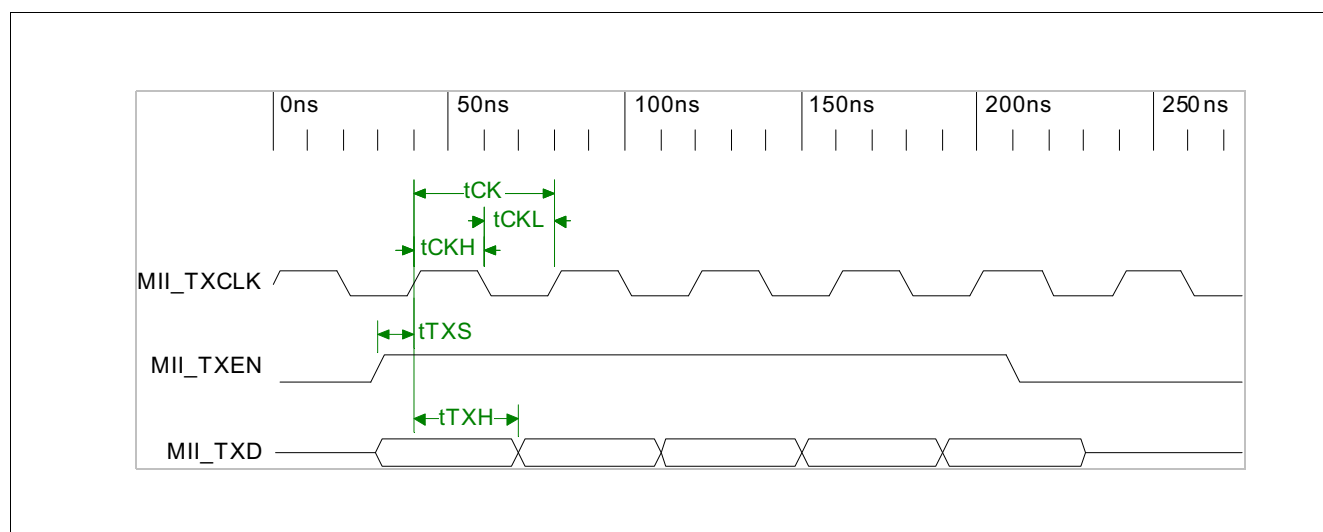 0ns 50ns 100ns 150ns 200ns 250ns
tCK
tCKL
tCKH
MII_TXCLK
tTXS
MII_TXEN
tTXH
MII_TXD